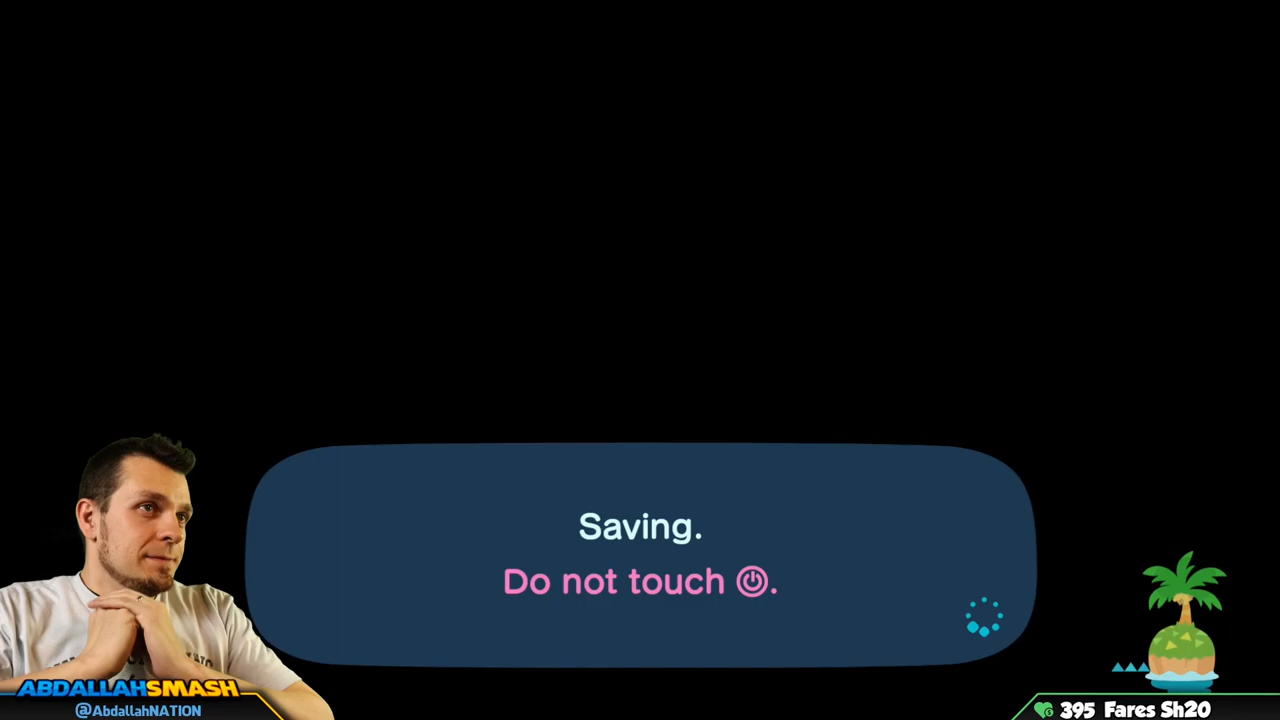 Saving.
Do not touch .
ABDALLAHSMASH
@AbdallahNATION
395 Fares Sh20